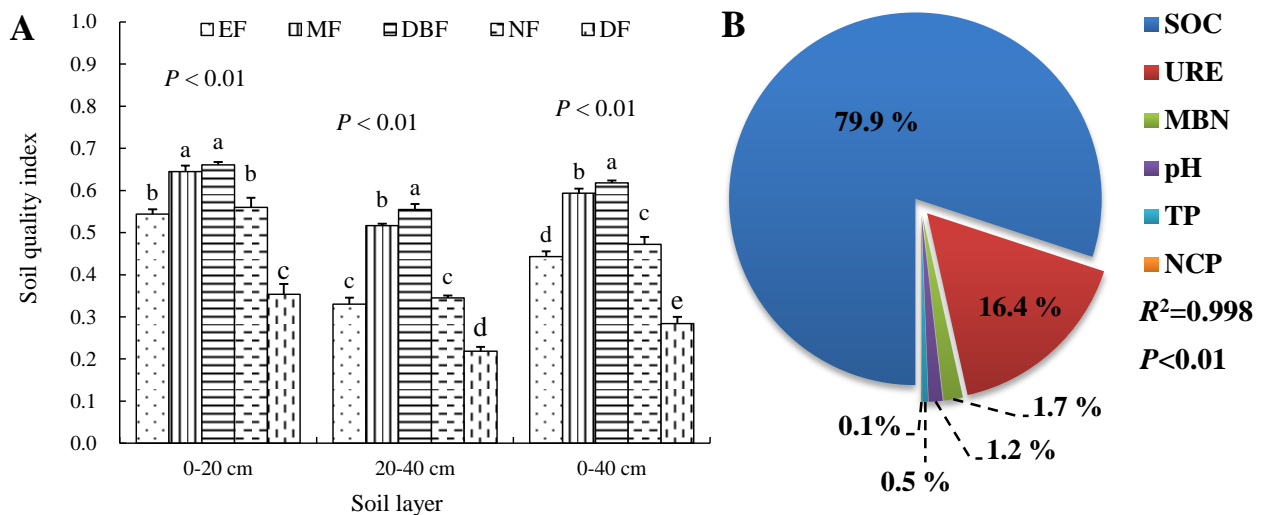 A
EF MF DBF NF DF
Soil quality index
1.0
0.9
0.8
0.7
0.6
0.5
0.4
0.3
0.2
0.1
0.0
P < 0.01
P < 0.01
P < 0.01
b a a b c
c b a c d
d b a c e
0-20 cm 20-40 cm 0-40 cm
Soil layer
B
79.9 %
16.4 %
1.7 %
1.2 %
0.5 %
0.1%
SOC
URE
MBN
pH
TP
NCP
R²=0.998
P<0.01